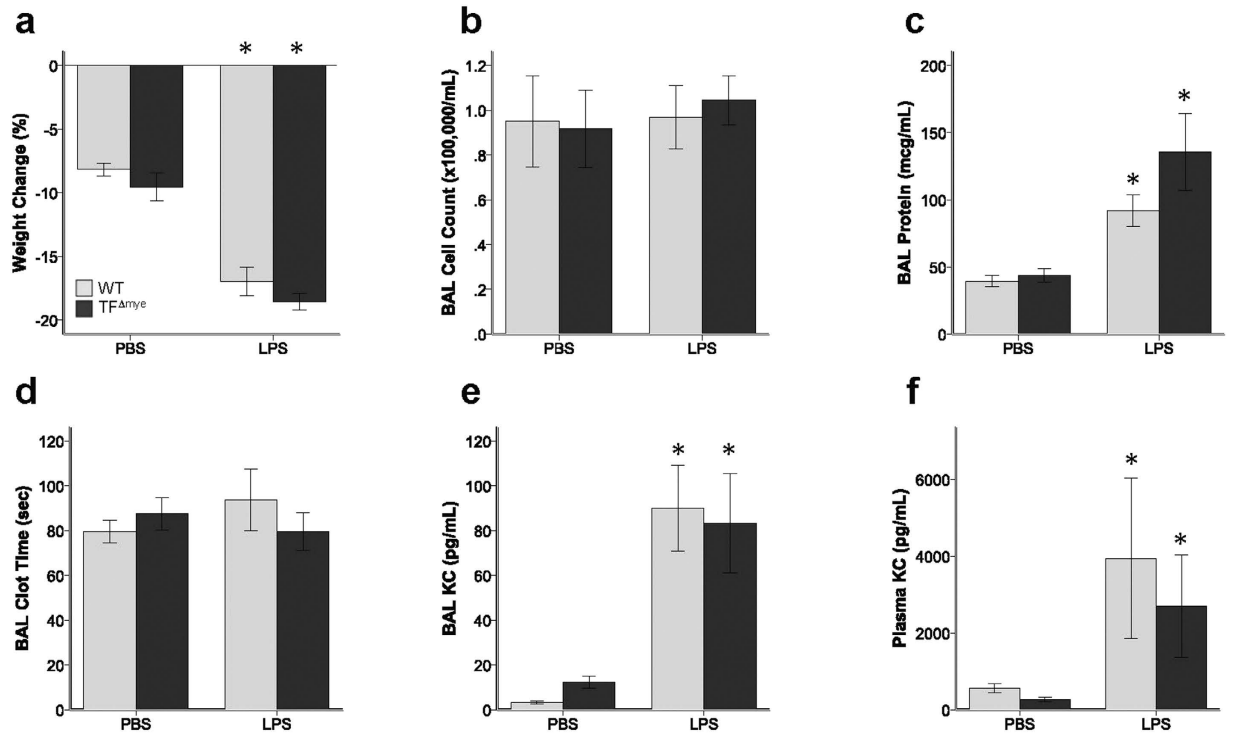 a
* *
Weight Change (%)
0
-5
-10
-15
-20
WT
TFΔmye
PBS LPS
b
BAL Cell Count (x100,000/mL)
1.2
1.0
.8
.6
.4
.2
.0
PBS LPS
c
BAL Protein (mcg/mL)
200
150
100
50
0
* *
PBS LPS
d
BAL Clot Time (sec)
120
100
80
60
40
20
0
PBS LPS
e
BAL KC (pg/mL)
120
100
80
60
40
20
0
* *
PBS LPS
f
Plasma KC (pg/mL)
6000
4000
2000
0
* *
PBS LPS